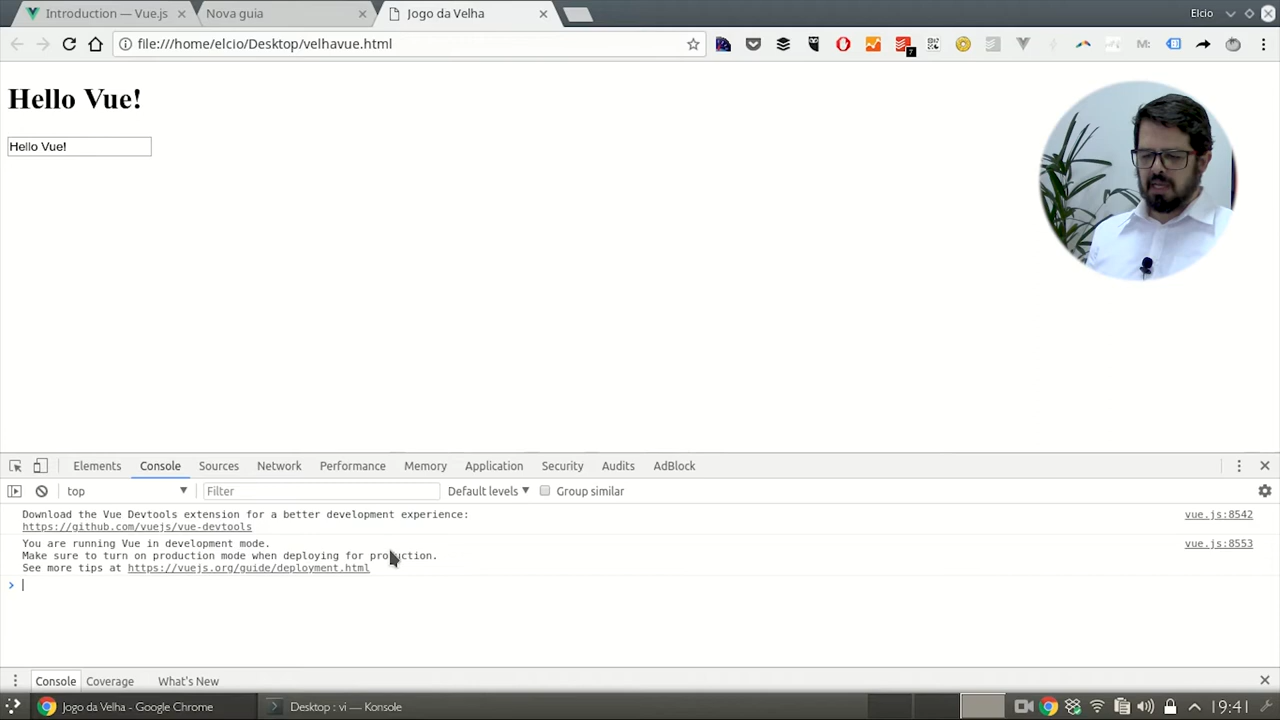 Introduction — Vue.js
Nova guia
Jogo da Velha
Elcio
file:///home/elcio/Desktop/velhavue.html
7
M:
Hello Vue!
Hello Vue!
Elements
Console
Sources
Network
Performance
Memory
Application
Security
Audits
AdBlock
top
Filter
Default levels
Group similar
Download the Vue Devtools extension for a better development experience:
vue.js:8542
https://github.com/vuejs/vue-devtools
You are running Vue in development mode.
vue.js:8553
Make sure to turn on production mode when deploying for production.
See more tips at https://vuejs.org/guide/deployment.html
Console
Coverage
What's New
Jogo da Velha - Google Chrome
Desktop : vi — Konsole
19:41